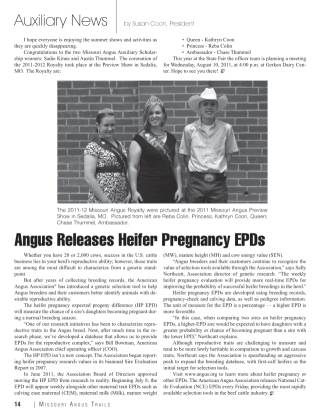 Auxiliary News
by Susan Coon, President
I hope everyone is enjoying the summer shows and activities as
they are quickly disappearing.
Congratulations to the two Missouri Angus Auxiliary Scholar-
ship women: Sadie Kinne and Austin Thummel. The coronation of
the 2011-2012 Royalty took place at the Preview Show in Sedalia,
MO. The Royalty are:
• Queen - Kathryn Coon
• Princess - Reba Colin
• Ambassador - Chase Thummel
This year at the State Fair the officer team is planning a meeting
for Wednesday, August 10, 2011, at 4:00 p.m. at Gerken Dairy Cen-
ter. Hope to see you there!
The 2011-12 Missouri Angus Royalty were pictured at the 2011 Missouri Angus Preview
Show in Sedalia, MO. Pictured from left are Reba Colin, Princess; Kathryn Coon, Queen;
Chase Thummel, Ambassador.
Angus Releases Heifer Pregnancy EPDs
Whether you have 20 or 2,000 cows, success in the U.S. cattle
business lies in your herd's reproductive ability; however, those traits
are among the most difficult to characterize from a genetic stand-
point.
But after years of collecting breeding records, the American
Angus Association® has introduced a genetic selection tool to help
Angus breeders and their customers better identify animals with de-
sirable reproductive ability.
The heifer pregnancy expected progeny difference (HP EPD)
will measure the chance of a sire's daughters becoming pregnant dur-
ing a normal breeding season.
"One of our research initiatives has been to characterize repro-
ductive traits in the Angus breed. Now, after much time in the re-
search phase, we've developed a database that allows us to provide
EPDs for the reproductive complex," says Bill Bowman, American
Angus Association chief operating officer (COO).
The HP EPD isn't a new concept. The Association began report-
ing heifer pregnancy research values in its biannual Sire Evaluation
Report in 2007.
In June 2011, the Association Board of Directors approved
moving the HP EPD from research to reality. Beginning July 8, the
EPD will appear weekly alongside other maternal trait EPDs such as
calving ease maternal (CEM), maternal milk (Milk), mature weight
(MW), mature height (MH) and cow energy value ($EN).
"Angus breeders and their customers continue to recognize the
value of selection tools available through the Association," says Sally
Northcutt, Association director of genetic research. "The weekly
heifer pregnancy evaluation will provide more real-time EPDs for
improving the probability of successful heifer breedings in the herd."
Heifer pregnancy EPDs are calculated using breeding records,
pregnancy-check and calving data, as well as pedigree information.
The unit of measure for the EPD is a percentage — a higher EPD is
more favorable.
"In this case, when comparing two sires on heifer pregnancy
EPDs, a higher-EPD sire would be expected to have daughters with a
greater probability or chance of becoming pregnant than a sire with
the lower EPD," Northcutt explains.
Although reproductive traits are challenging to measure and
tend to be more lowly heritable in comparison to growth and carcass
traits, Northcutt says the Association is spearheading an aggressive
push to expand the breeding database, with first-calf heifers as the
initial target for selection tools.
Visit www.angus.org to learn more about heifer pregnancy or
other EPDs. The American Angus Association releases National Cat-
tle Evaluation (NCE) EPDs every Friday, providing the most rapidly
available selection tools in the beef cattle industry.
14 | Missouri Angus Trails